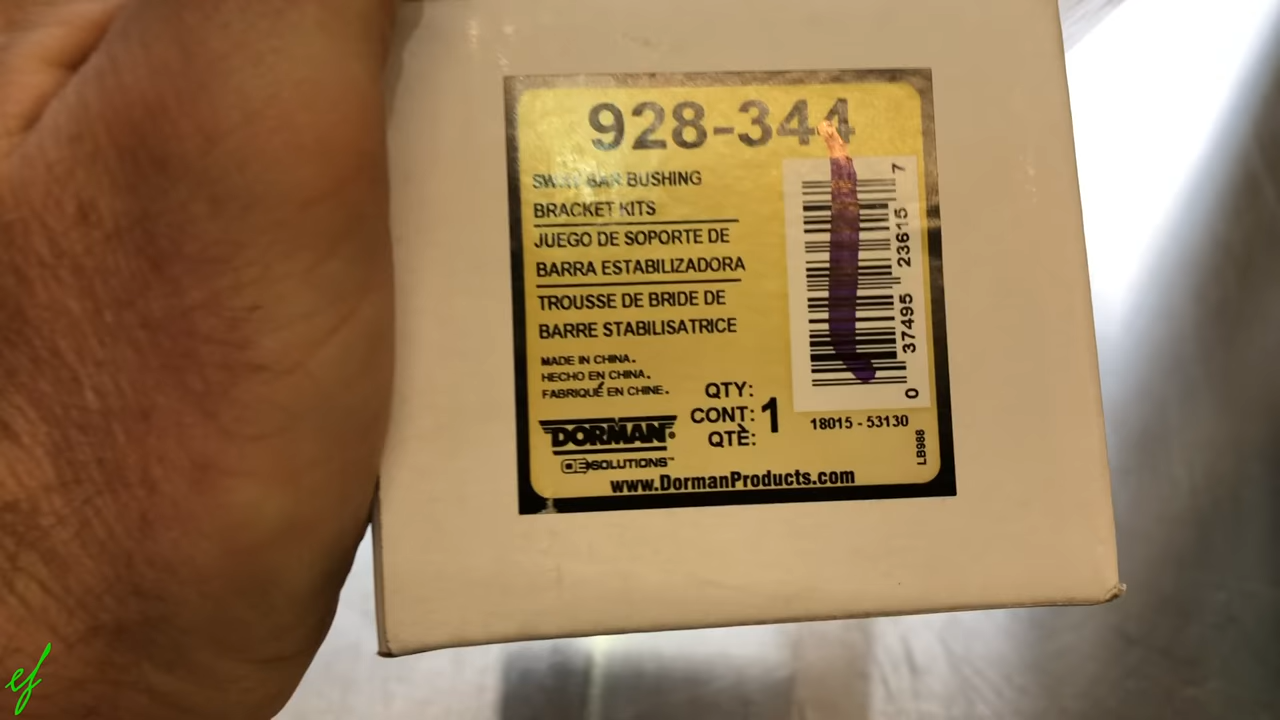 928-344
SWAY BAR BUSHING
BRACKET KITS
JUEGO DE SOPORTE DE
BARRA ESTABILIZADORA
TROUSSE DE BRIDE DE
BARRE STABILISATRICE
MADE IN CHINA.
HECHO EN CHINA.
FABRIQUÉ EN CHINE.
DORMAN®
OE SOLUTIONS™
QTY:
CONT: 1
QTÈ:
0 37495 23615 7
18015 - 53130
LB988
www.DormanProducts.com
ef